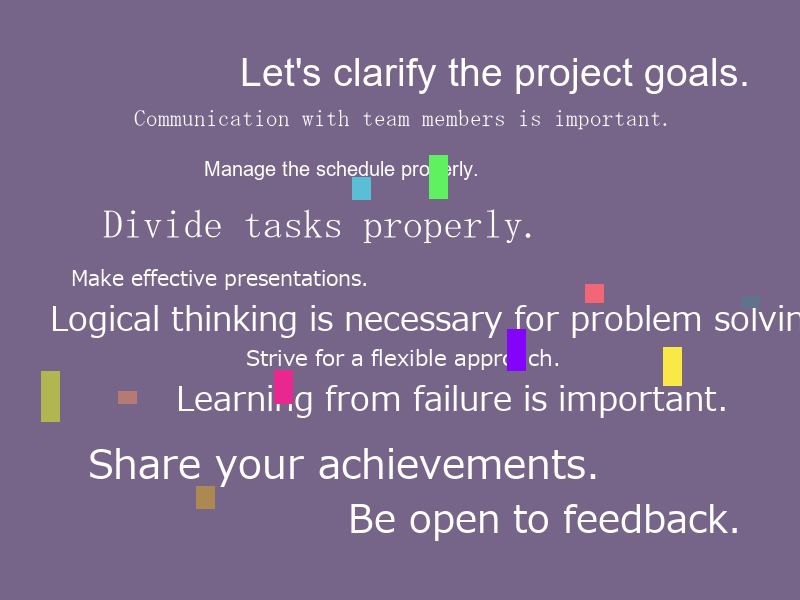 Let's clarify the project goals.
Communication with team members is important.
Manage the schedule properly.
Divide tasks properly.
Make effective presentations.
Logical thinking is necessary for problem solvin
Strive for a flexible approach.
Learning from failure is important.
Share your achievements.
Be open to feedback.